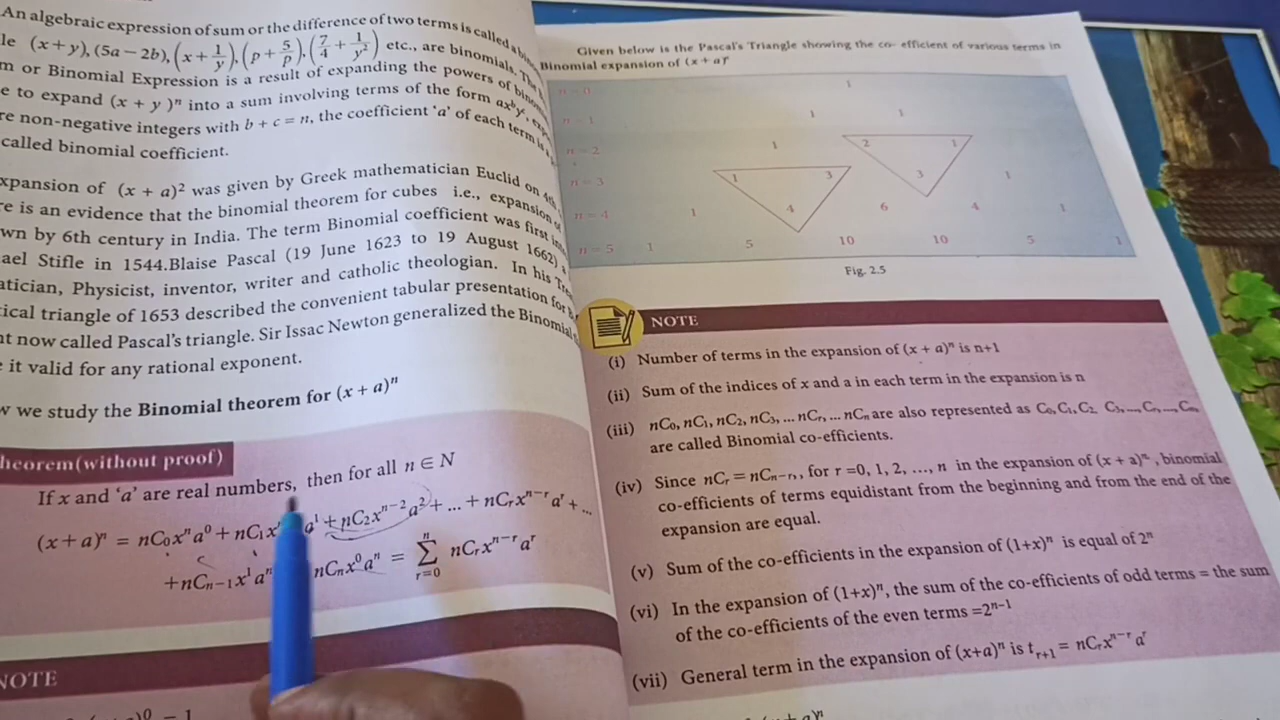 An algebraic expression of sum or the difference of two terms is called a
le (x+y), (5a − 2b), (x + 1/y), (p + 5/p), (7/4 + 1/y²) etc., are binomials. The
m or Binomial Expression is a result of expanding the powers of
e to expand (x + y )ⁿ into a sum involving terms of the form axᵇyᶜ,
re non-negative integers with b + c = n, the coefficient 'a' of each term is
called binomial coefficient.
xpansion of (x + a)² was given by Greek mathematician Euclid on 4th
re is an evidence that the binomial theorem for cubes i.e., expansion
wn by 6th century in India. The term Binomial coefficient was first
ael Stifle in 1544.Blaise Pascal (19 June 1623 to 19 August 1662)
atician, Physicist, inventor, writer and catholic theologian. In his
ical triangle of 1653 described the convenient tabular presentation for
nt now called Pascal's triangle. Sir Issac Newton generalized the Binomial
it valid for any rational exponent.
w we study the Binomial theorem for (x + a)ⁿ
heorem(without proof)
If x and 'a' are real numbers, then for all n ∈ N
(x + a)ⁿ = nC₀xⁿa⁰ + nC₁x a¹ + nC₂xⁿ⁻²a² + ... + nCᵣxⁿ⁻ʳaʳ + ...
+nCₙ₋₁x¹a nCₙx⁰aⁿ = ∑ⁿᵣ₌₀ nCᵣxⁿ⁻ʳaʳ
NOTE
Given below is the Pascal's Triangle showing the co- efficient of various terms in
Binomial expansion of (x + a)ⁿ
n = 0 1
n = 1 1 1
n = 2 1 2 1
n = 3 1 3 3 1
n = 4 1 4 6 4 1
n = 5 1 5 10 10 5 1
Fig. 2.5
NOTE
(i) Number of terms in the expansion of (x + a)ⁿ is n+1
(ii) Sum of the indices of x and a in each term in the expansion is n
(iii) nC₀, nC₁, nC₂, nC₃, ... nCᵣ, ... nCₙ are also represented as C₀, C₁, C₂, C₃, ..., Cᵣ, ..., Cₙ,
are called Binomial co-efficients.
(iv) Since nCᵣ = nCₙ₋ᵣ, for r =0, 1, 2, …, n in the expansion of (x + a)ⁿ , binomial
co-efficients of terms equidistant from the beginning and from the end of the
expansion are equal.
(v) Sum of the co-efficients in the expansion of (1+x)ⁿ is equal of 2ⁿ
(vi) In the expansion of (1+x)ⁿ, the sum of the co-efficients of odd terms = the sum
of the co-efficients of the even terms =2ⁿ⁻¹
(vii) General term in the expansion of (x+a)ⁿ is tᵣ₊₁ = nCᵣxⁿ⁻ʳaʳ